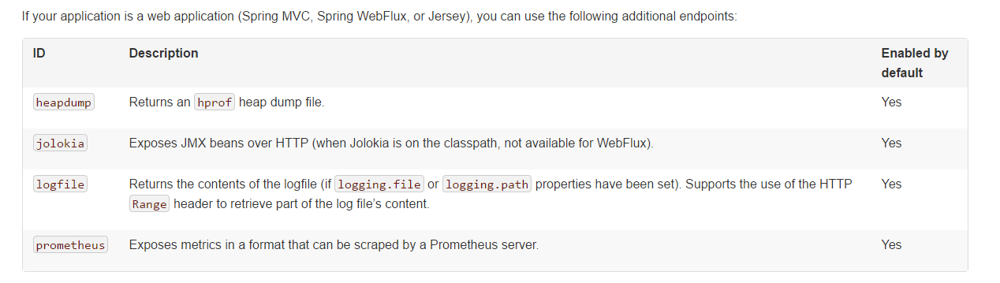 If your application is a web application (Spring MVC, Spring WebFlux, or Jersey), you can use the following additional endpoints:
ID Description Enabled by
default
heapdump Returns an hprof heap dump file. Yes
jolokia Exposes JMX beans over HTTP (when Jolokia is on the classpath, not available for WebFlux). Yes
logfile Returns the contents of the logfile (if logging.file or logging.path properties have been set). Supports the use of the HTTP Yes
Range header to retrieve part of the log file’s content.
prometheus Exposes metrics in a format that can be scraped by a Prometheus server. Yes